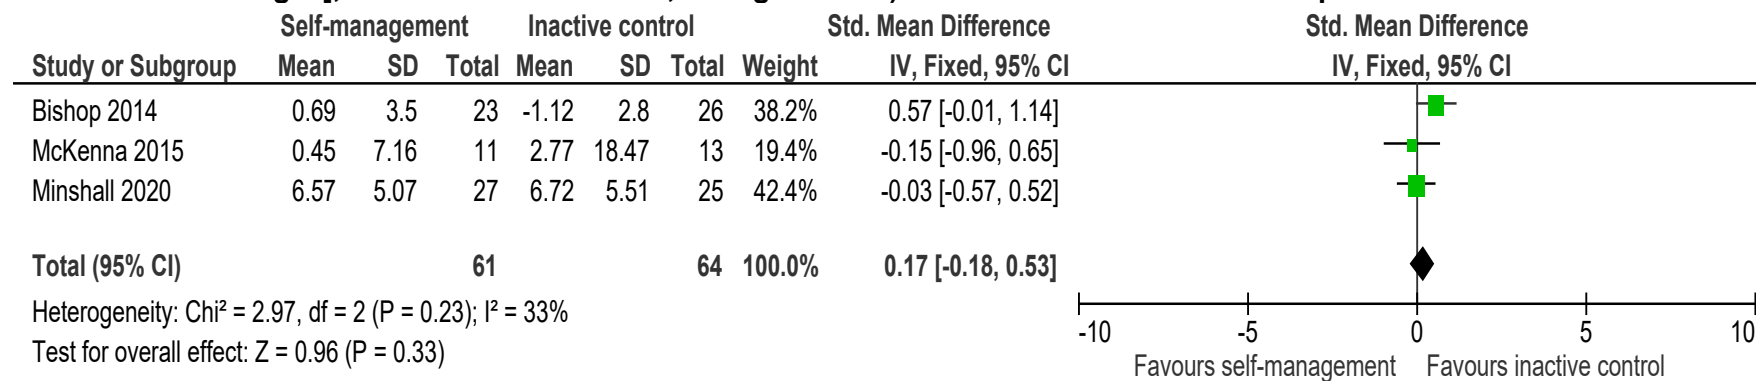 Self-management Inactive control Std. Mean Difference Std. Mean Difference
Study or Subgroup Mean SD Total Mean SD Total Weight IV, Fixed, 95% CI IV, Fixed, 95% CI
Bishop 2014 0.69 3.5 23 -1.12 2.8 26 38.2% 0.57 [-0.01, 1.14]
McKenna 2015 0.45 7.16 11 2.77 18.47 13 19.4% -0.15 [-0.96, 0.65]
Minshall 2020 6.57 5.07 27 6.72 5.51 25 42.4% -0.03 [-0.57, 0.52]
Total (95% CI) 61 64 100.0% 0.17 [-0.18, 0.53]
Heterogeneity: Chi² = 2.97, df = 2 (P = 0.23); I² = 33%
Test for overall effect: Z = 0.96 (P = 0.33)
-10 -5 0 5 10
Favours self-management Favours inactive control